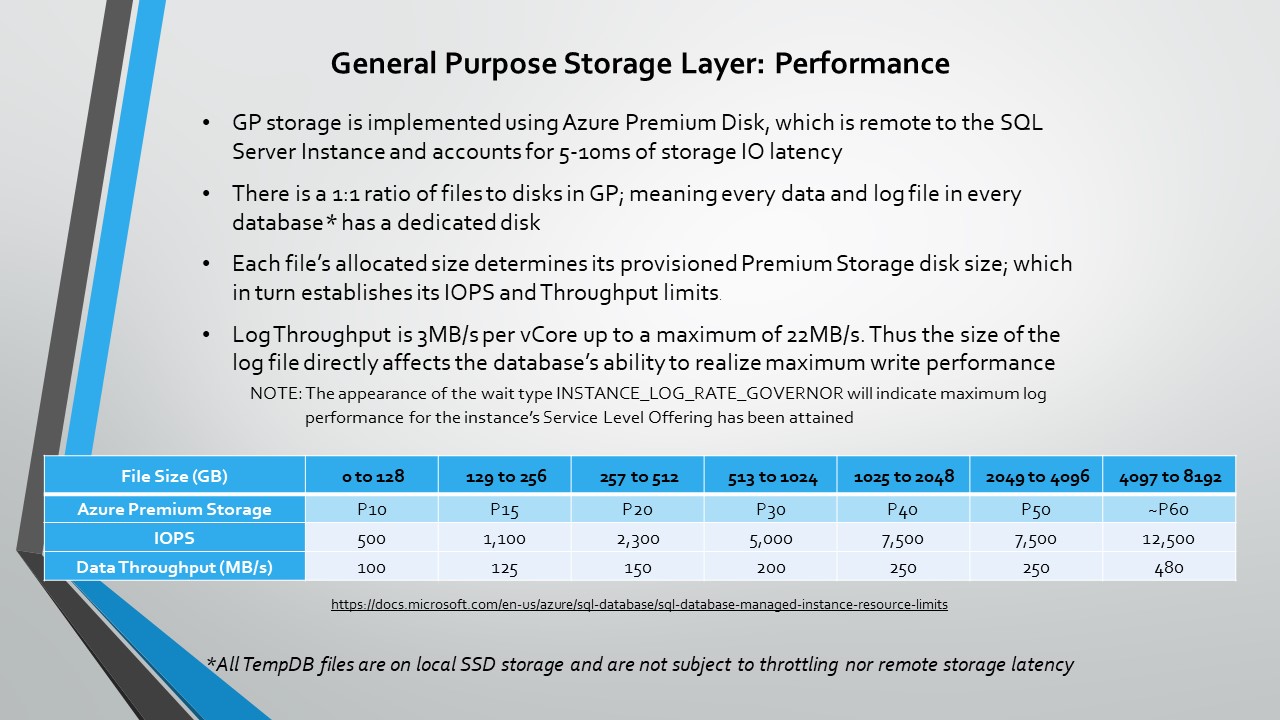 General Purpose Storage Layer: Performance
• GP storage is implemented using Azure Premium Disk, which is remote to the SQL
Server Instance and accounts for 5-10ms of storage IO latency
• There is a 1:1 ratio of files to disks in GP; meaning every data and log file in every
database* has a dedicated disk
• Each file's allocated size determines its provisioned Premium Storage disk size; which
in turn establishes its IOPS and Throughput limits.
• Log Throughput is 3MB/s per vCore up to a maximum of 22MB/s. Thus the size of the
log file directly affects the database's ability to realize maximum write performance
NOTE: The appearance of the wait type INSTANCE_LOG_RATE_GOVERNOR will indicate maximum log
performance for the instance's Service Level Offering has been attained
File Size (GB) 0 to 128 129 to 256 257 to 512 513 to 1024 1025 to 2048 2049 to 4096 4097 to 8192
Azure Premium Storage P10 P15 P20 P30 P40 P50 ~P60
IOPS 500 1,100 2,300 5,000 7,500 7,500 12,500
Data Throughput (MB/s) 100 125 150 200 250 250 480
https://docs.microsoft.com/en-us/azure/sql-database/sql-database-managed-instance-resource-limits
*All TempDB files are on local SSD storage and are not subject to throttling nor remote storage latency